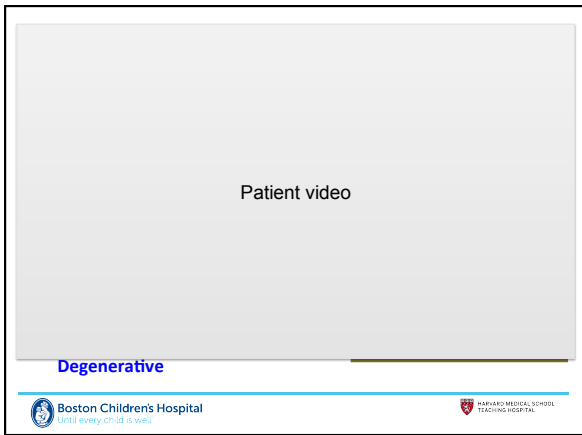 Patient video
Degenerative
Boston Children's Hospital
Until every child is well
HARVARD MEDICAL SCHOOL
TEACHING HOSPITAL